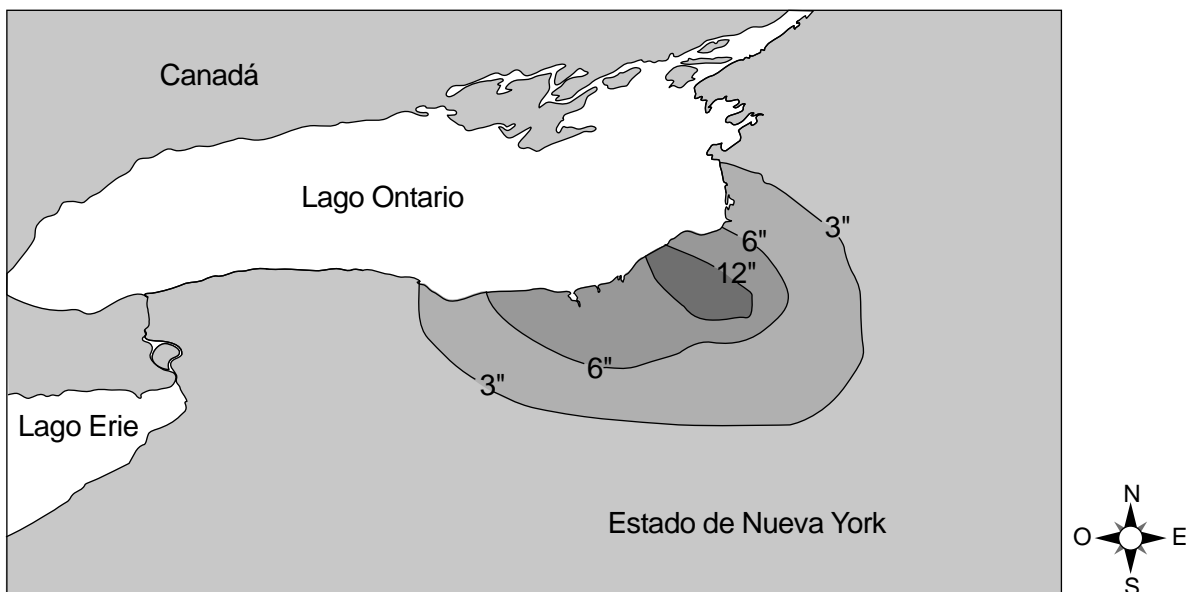 Canadá
Lago Ontario
3"
6"
12"
6"
3"
Lago Erie
Estado de Nueva York
N
O
E
S